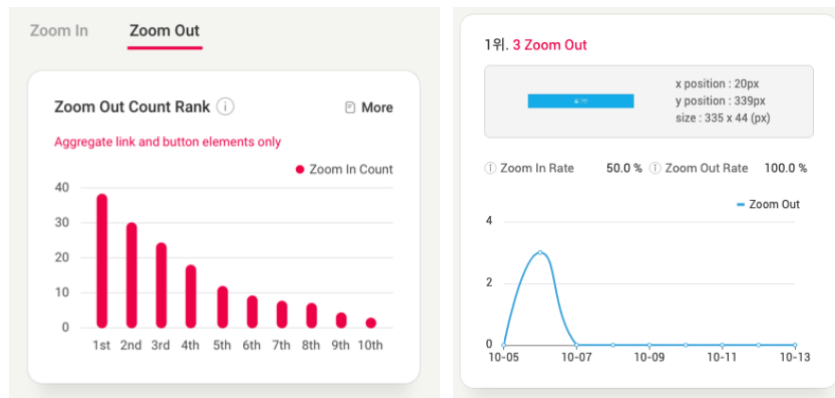 Zoom In Zoom Out
Zoom Out Count Rank i More
Aggregate link and button elements only
Zoom In Count
40
30
20
10
0
1st 2nd 3rd 4th 5th 6th 7th 8th 9th 10th
1위. 3 Zoom Out
x position : 20px
y position : 339px
size : 335 x 44 (px)
i Zoom In Rate 50.0 % i Zoom Out Rate 100.0 %
Zoom Out
4
2
0
10-05 10-07 10-09 10-11 10-13